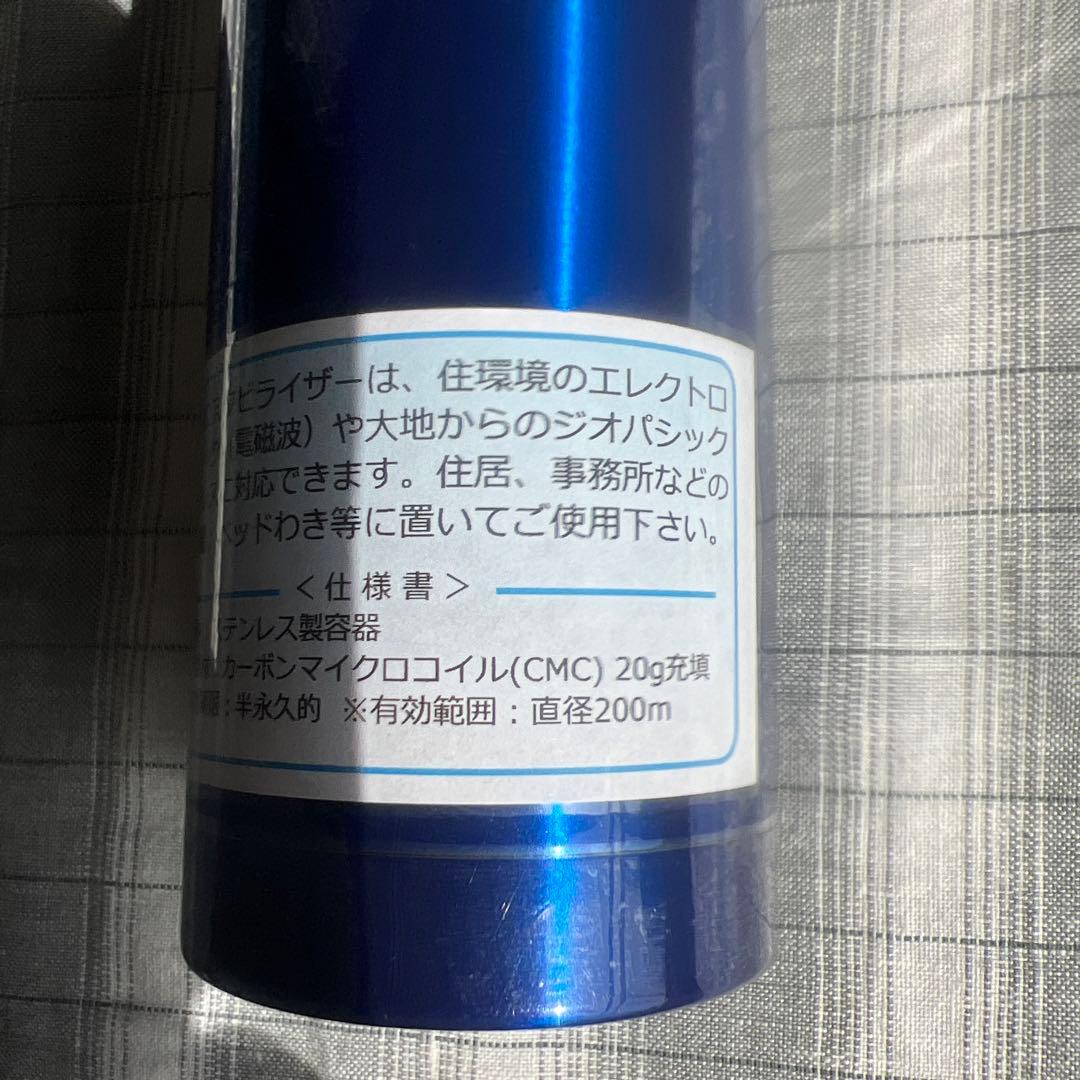 ビライザーは、住環境のエレクトロ
電磁波）や大地からのジオパシック
に対応できます。住居、事務所などの
ベッドわき等に置いてご使用下さい。
＜仕様書＞
ステンレス製容器
カーボンマイクロコイル(CMC) 20g充填
：半永久的 ※有効範囲：直径200m